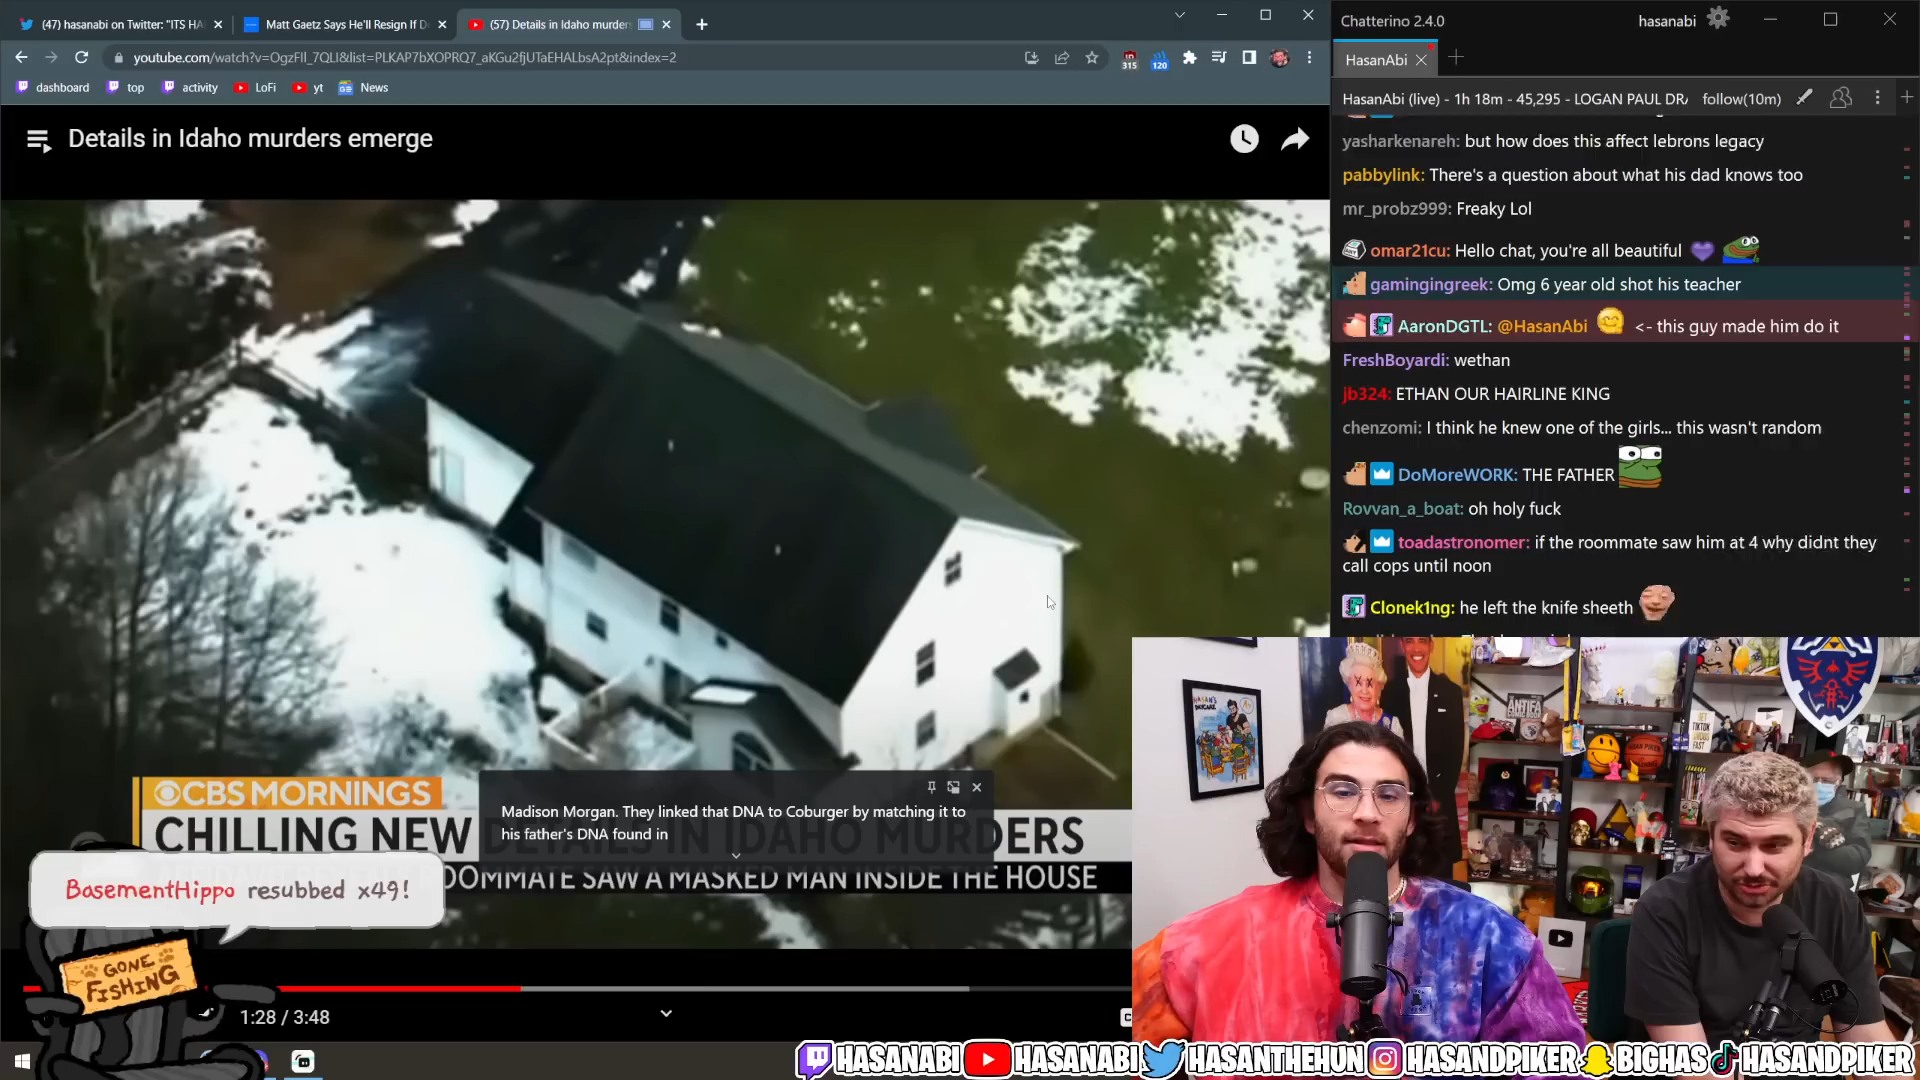 (47) hasanabi on Twitter: "ITS HA
Matt Gaetz Says He'll Resign If D
(57) Details in Idaho murders
youtube.com/watch?v=OgzFIl_7QLI&list=PLKAP7bXOPRQ7_aKGu2fjUTaEHALbsA2pt&index=2
315
120
dashboard
top
activity
LoFi
yt
News
Details in Idaho murders emerge
CBS MORNINGS
CHILLING NEW DETAILS IN IDAHO MURDERS
OOMMATE SAW A MASKED MAN INSIDE THE HOUSE
Madison Morgan. They linked that DNA to Coburger by matching it to
his father's DNA found in
BasementHippo resubbed x49!
GONE
FISHING
1:28 / 3:48
Chatterino 2.4.0
hasanabi
HasanAbi
HasanAbi (live) - 1h 18m - 45,295 - LOGAN PAUL DR
follow(10m)
yasharkenareh: but how does this affect lebrons legacy
pabbylink: There's a question about what his dad knows too
mr_probz999: Freaky Lol
omar21cu: Hello chat, you're all beautiful
gamingingreek: Omg 6 year old shot his teacher
AaronDGTL: @HasanAbi <- this guy made him do it
FreshBoyardi: wethan
jb324: ETHAN OUR HAIRLINE KING
chenzomi: I think he knew one of the girls... this wasn't random
DoMoreWORK: THE FATHER
Rovvan_a_boat: oh holy fuck
toadastronomer: if the roommate saw him at 4 why didnt they
call cops until noon
Clonek1ng: he left the knife sheeth
ANTIFA
HASANABI
HASANABI
HASANTHEHUN
HASANDPIKER
BIGHAS
HASANDPIKER